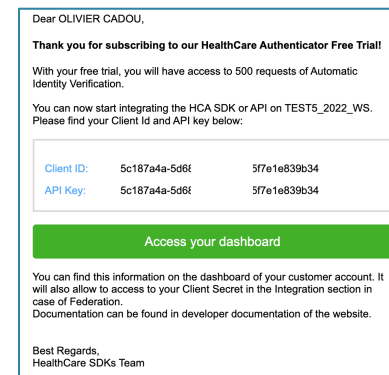 Dear OLIVIER CADOU,
Thank you for subscribing to our HealthCare Authenticator Free Trial!
With your free trial, you will have access to 500 requests of Automatic
Identity Verification.
You can now start integrating the HCA SDK or API on TEST5_2022_WS.
Please find your Client Id and API key below:
Client ID: 5c187a4a-5d68 5f7e1e839b34
API Key: 5c187a4a-5d68 5f7e1e839b34
Access your dashboard
You can find this information on the dashboard of your customer account. It
will also allow to access to your Client Secret in the Integration section in
case of Federation.
Documentation can be found in developer documentation of the website.
Best Regards,
HealthCare SDKs Team